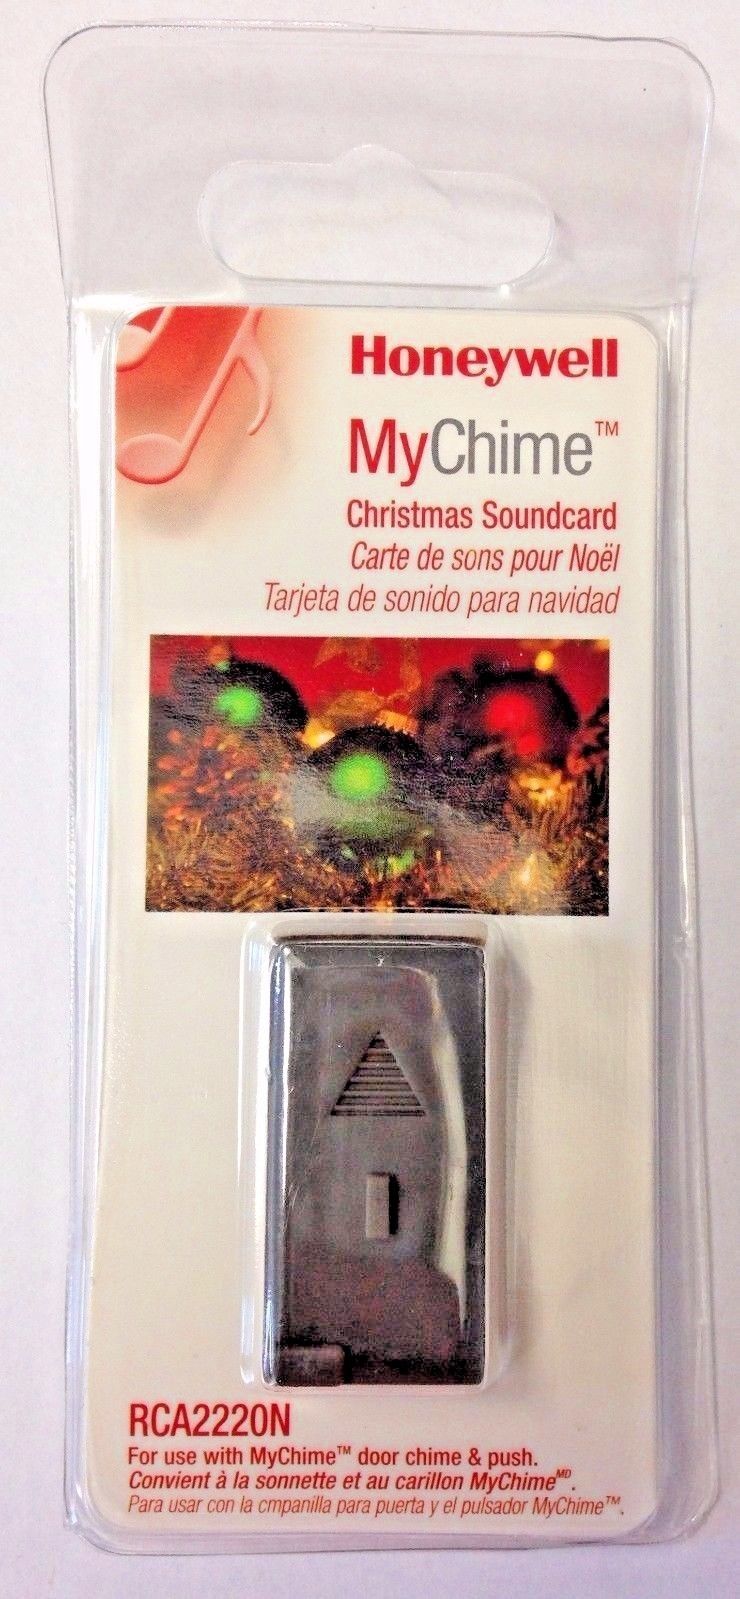 Honeywell
MyChime™
Christmas Soundcard
Carte de sons pour Noël
Tarjeta de sonido para navidad
RCA2220N
For use with MyChime™ door chime & push.
Convient à la sonnette et au carillon MyChimeᴹᴰ.
Para usar con la cmpanilla para puerta y el pulsador MyChime™.